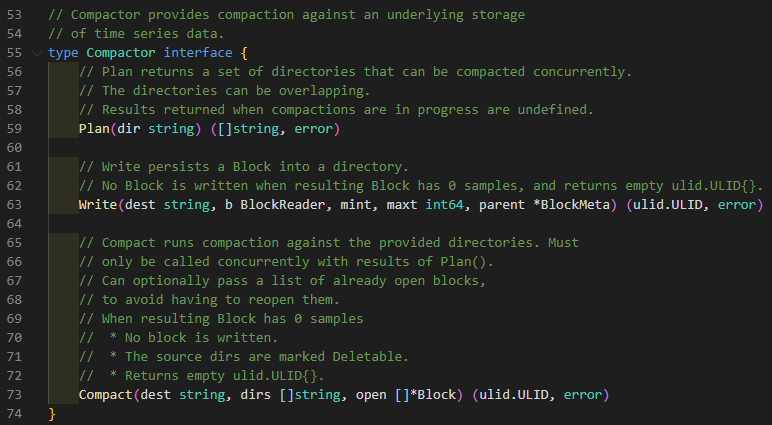 53 // Compactor provides compaction against an underlying storage
54 // of time series data.
55 type Compactor interface {
56 // Plan returns a set of directories that can be compacted concurrently.
57 // The directories can be overlapping.
58 // Results returned when compactions are in progress are undefined.
59 Plan(dir string) ([]string, error)
60
61 // Write persists a Block into a directory.
62 // No Block is written when resulting Block has 0 samples, and returns empty ulid.ULID{}.
63 Write(dest string, b BlockReader, mint, maxt int64, parent *BlockMeta) (ulid.ULID, error)
64
65 // Compact runs compaction against the provided directories. Must
66 // only be called concurrently with results of Plan().
67 // Can optionally pass a list of already open blocks,
68 // to avoid having to reopen them.
69 // When resulting Block has 0 samples
70 //  * No block is written.
71 //  * The source dirs are marked Deletable.
72 //  * Returns empty ulid.ULID{}.
73 Compact(dest string, dirs []string, open []*Block) (ulid.ULID, error)
74 }